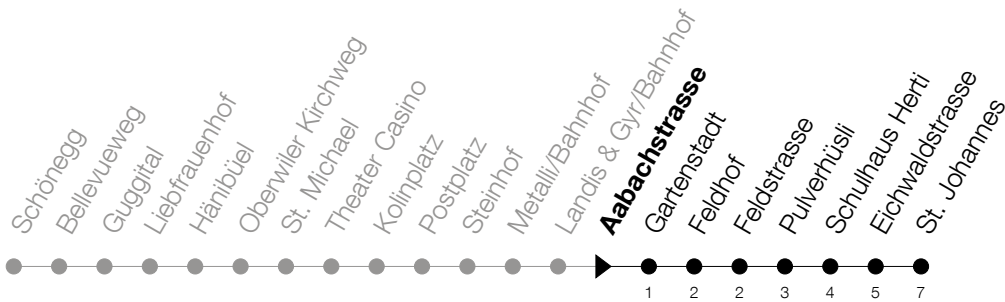 Schönegg
Bellevueweg
Guggital
Liebfrauenhof
Hänibüel
Oberwiler Kirchweg
St. Michael
Theater Casino
Kolinplatz
Postplatz
Steinhof
Metalli/Bahnhof
Landis & Gyr/Bahnhof
Aabachstrasse
Gartenstadt
Feldhof
Feldstrasse
Pulverhüsli
Schulhaus Herti
Eichwaldstrasse
St. Johannes
1 2 2 3 4 5 7